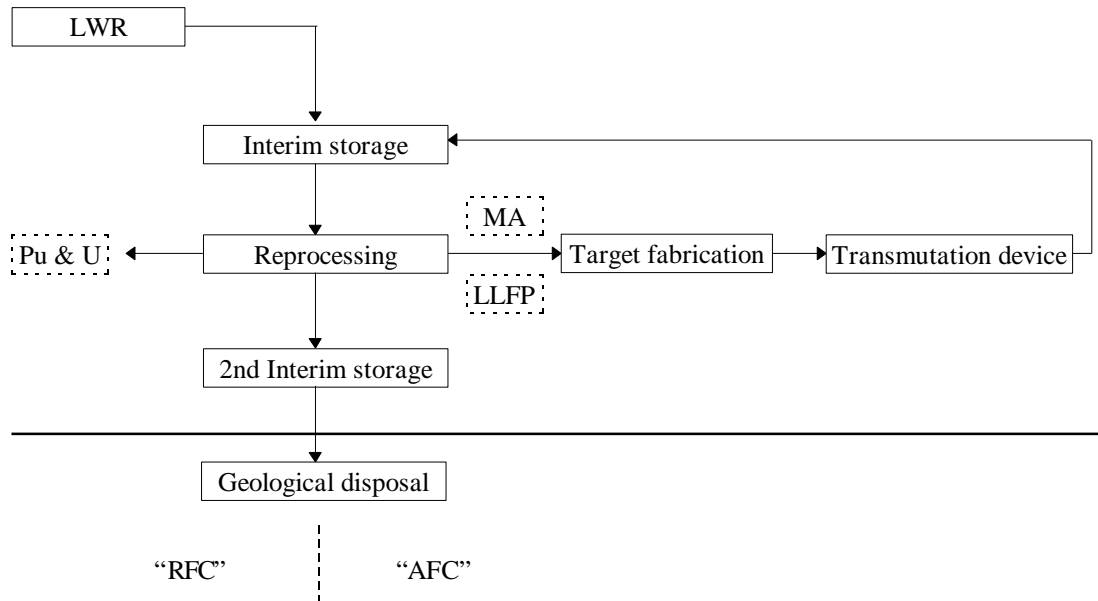 LWR
Interim storage
MA
Pu & U
Reprocessing
Target fabrication
Transmutation device
LLFP
2nd Interim storage
Geological disposal
“RFC”
“AFC”